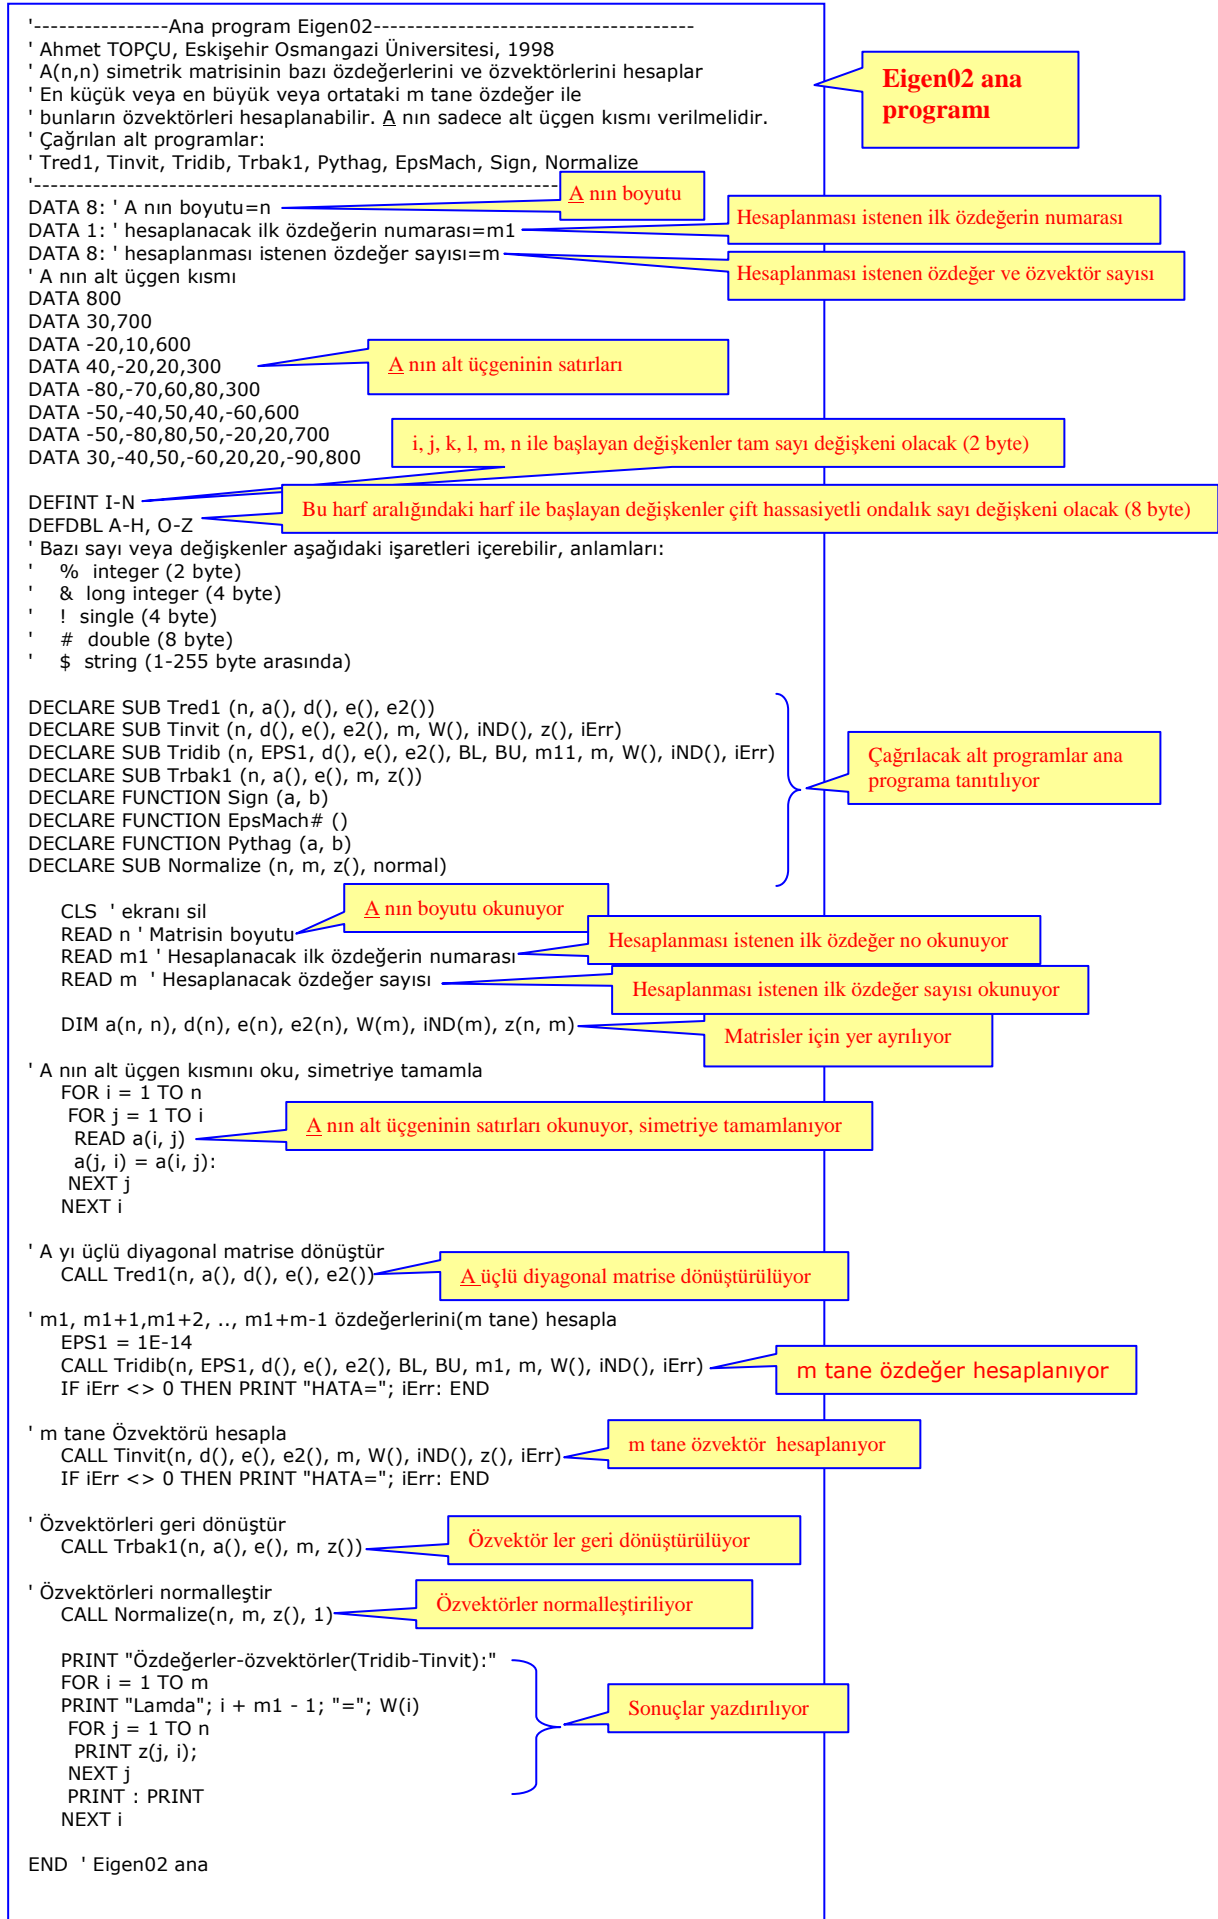 '----------------Ana program Eigen02--------------------------------------
' Ahmet TOPÇU, Eskişehir Osmangazi Üniversitesi, 1998
' A(n,n) simetrik matrisinin bazı özdeğerlerini ve özvektörlerini hesaplar
' En küçük veya en büyük veya ortataki m tane özdeğer ile
' bunların özvektörleri hesaplanabilir. A nın sadece alt üçgen kısmı verilmelidir.
' Çağrılan alt programlar:
' Tred1, Tinvit, Tridib, Trbak1, Pythag, EpsMach, Sign, Normalize
'--------------------------------------------------------------
Eigen02 ana
programı
DATA 8: ' A nın boyutu=n
A nın boyutu
DATA 1: ' hesaplanacak ilk özdeğerin numarası=m1
Hesaplanması istenen ilk özdeğerin numarası
DATA 8: ' hesaplanması istenen özdeğer sayısı=m
Hesaplanması istenen özdeğer ve özvektör sayısı
' A nın alt üçgen kısmı
DATA 800
DATA 30,700
DATA -20,10,600
DATA 40,-20,20,300
A nın alt üçgeninin satırları
DATA -80,-70,60,80,300
DATA -50,-40,50,40,-60,600
DATA -50,-80,80,50,-20,20,700
DATA 30,-40,50,-60,20,20,-90,800
i, j, k, l, m, n ile başlayan değişkenler tam sayı değişkeni olacak (2 byte)
DEFINT I-N
DEFDBL A-H, O-Z
Bu harf aralığındaki harf ile başlayan değişkenler çift hassasiyetli ondalık sayı değişkeni olacak (8 byte)
' Bazı sayı veya değişkenler aşağıdaki işaretleri içerebilir, anlamları:
' % integer (2 byte)
' & long integer (4 byte)
' ! single (4 byte)
' # double (8 byte)
' $ string (1-255 byte arasında)
DECLARE SUB Tred1 (n, a(), d(), e(), e2())
DECLARE SUB Tinvit (n, d(), e(), e2(), m, W(), iND(), z(), iErr)
DECLARE SUB Tridib (n, EPS1, d(), e(), e2(), BL, BU, m11, m, W(), iND(), iErr)
DECLARE SUB Trbak1 (n, a(), e(), m, z())
DECLARE FUNCTION Sign (a, b)
DECLARE FUNCTION EpsMach# ()
DECLARE FUNCTION Pythag (a, b)
DECLARE SUB Normalize (n, m, z(), normal)
Çağrılacak alt programlar ana
programa tanıtılıyor
CLS ' ekranı sil
READ n ' Matrisin boyutu
A nın boyutu okunuyor
READ m1 ' Hesaplanacak ilk özdeğerin numarası
Hesaplanması istenen ilk özdeğer no okunuyor
READ m ' Hesaplanacak özdeğer sayısı
Hesaplanması istenen ilk özdeğer sayısı okunuyor
DIM a(n, n), d(n), e(n), e2(n), W(m), iND(m), z(n, m)
Matrisler için yer ayrılıyor
' A nın alt üçgen kısmını oku, simetriye tamamla
FOR i = 1 TO n
FOR j = 1 TO i
READ a(i, j)
A nın alt üçgeninin satırları okunuyor, simetriye tamamlanıyor
a(j, i) = a(i, j):
NEXT j
NEXT i
' A yı üçlü diyagonal matrise dönüştür
CALL Tred1(n, a(), d(), e(), e2())
A üçlü diyagonal matrise dönüştürülüyor
' m1, m1+1,m1+2, .., m1+m-1 özdeğerlerini(m tane) hesapla
EPS1 = 1E-14
CALL Tridib(n, EPS1, d(), e(), e2(), BL, BU, m1, m, W(), iND(), iErr)
m tane özdeğer hesaplanıyor
IF iErr <> 0 THEN PRINT "HATA="; iErr: END
' m tane Özvektörü hesapla
CALL Tinvit(n, d(), e(), e2(), m, W(), iND(), z(), iErr)
m tane özvektör hesaplanıyor
IF iErr <> 0 THEN PRINT "HATA="; iErr: END
' Özvektörleri geri dönüştür
CALL Trbak1(n, a(), e(), m, z())
Özvektör ler geri dönüştürülüyor
' Özvektörleri normalleştir
CALL Normalize(n, m, z(), 1)
Özvektörler normalleştiriliyor
PRINT "Özdeğerler-özvektörler(Tridib-Tinvit):"
FOR i = 1 TO m
PRINT "Lamda"; i + m1 - 1; "="; W(i)
FOR j = 1 TO n
PRINT z(j, i);
NEXT j
PRINT : PRINT
NEXT i
Sonuçlar yazdırılıyor
END ' Eigen02 ana